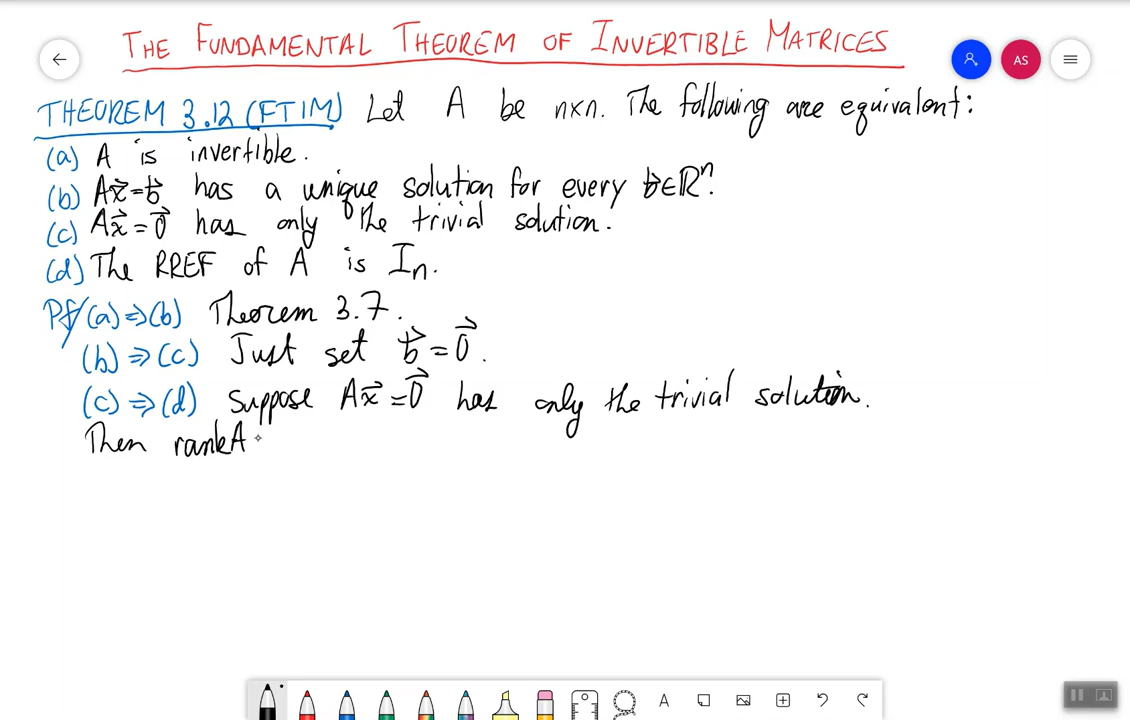 THE FUNDAMENTAL THEOREM OF INVERTIBLE MATRICES
AS
THEOREM 3.12 (FTIM) Let A be n×n. The following are equivalent:
(a) A is invertible.
(b) Ax⃗=b⃗ has a unique solution for every b⃗∈ℝⁿ.
(c) Ax⃗=0⃗ has only the trivial solution.
(d) The RREF of A is Iₙ.
Pf/ (a)⇒(b) Theorem 3.7.
(b)⇒(c) Just set b⃗=0⃗.
(c)⇒(d) Suppose Ax⃗=0⃗ has only the trivial solution.
Then rankA
A